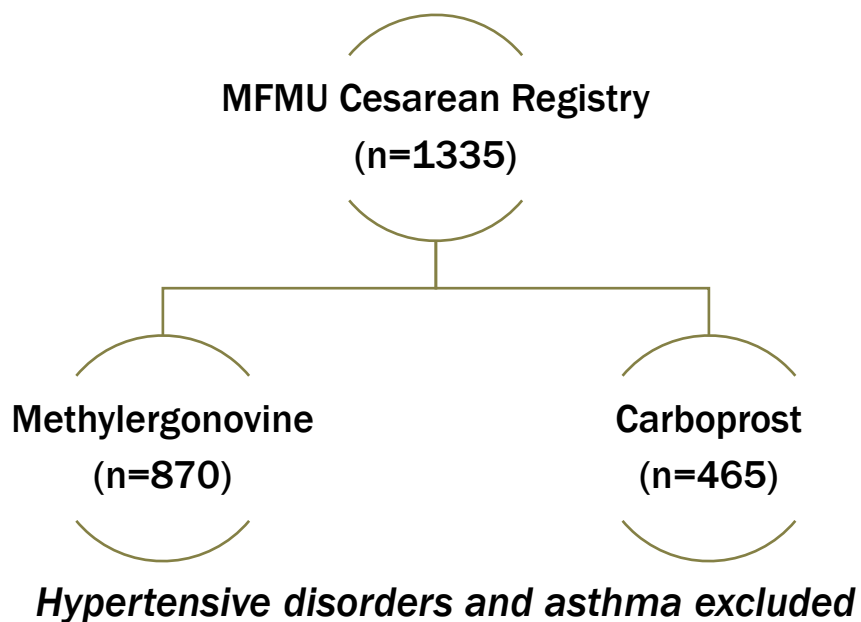 MFMU Cesarean Registry
(n=1335)
Methylergonovine
(n=870)
Carboprost
(n=465)
Hypertensive disorders and asthma excluded